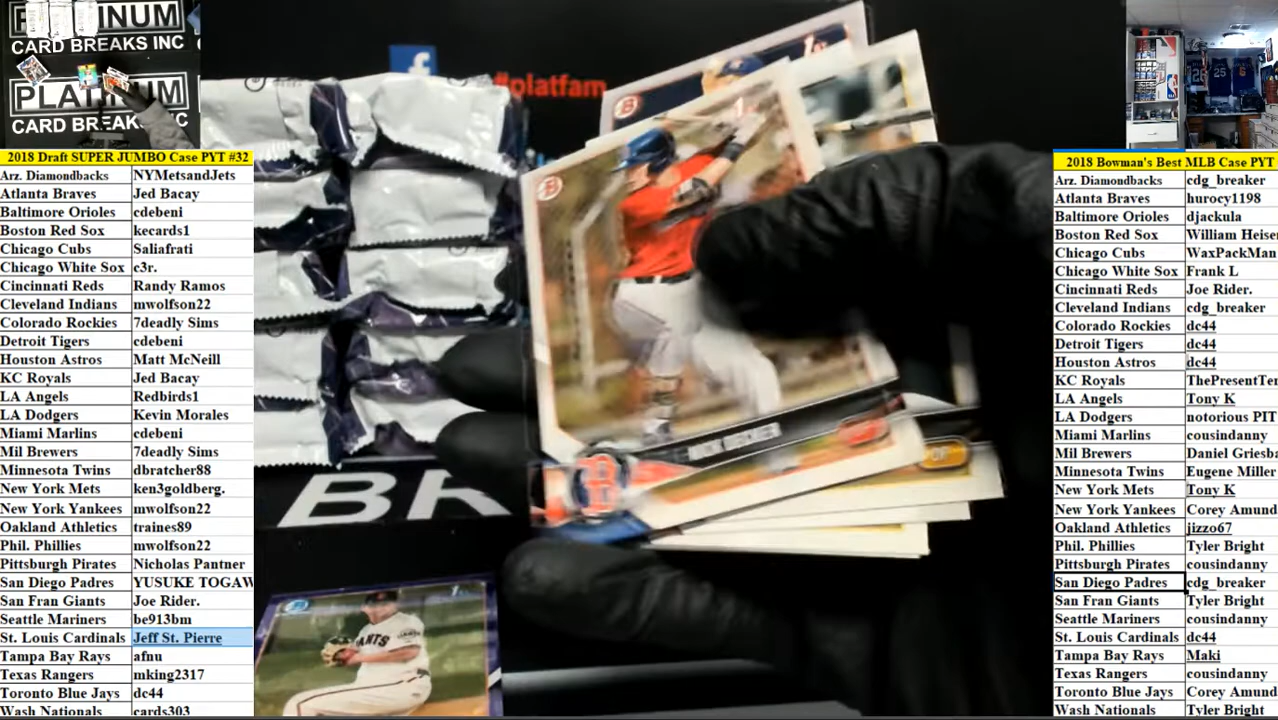 PLATINUM
CARD BREAKS INC
PLATINUM
CARD BREAKS INC
f
#platfam
BR
B
B
OF
GIANTS
25
6
2018 Draft SUPER JUMBO Case PYT #32
Arz. Diamondbacks NYMetsandJets
Atlanta Braves Jed Bacay
Baltimore Orioles cdebeni
Boston Red Sox kecards1
Chicago Cubs Saliafrati
Chicago White Sox c3r.
Cincinnati Reds Randy Ramos
Cleveland Indians mwolfson22
Colorado Rockies 7deadly Sims
Detroit Tigers cdebeni
Houston Astros Matt McNeill
KC Royals Jed Bacay
LA Angels Redbirds1
LA Dodgers Kevin Morales
Miami Marlins cdebeni
Mil Brewers 7deadly Sims
Minnesota Twins dbratcher88
New York Mets ken3goldberg.
New York Yankees mwolfson22
Oakland Athletics traines89
Phil. Phillies mwolfson22
Pittsburgh Pirates Nicholas Pantner
San Diego Padres YUSUKE TOGAW
San Fran Giants Joe Rider.
Seattle Mariners be913bm
St. Louis Cardinals Jeff St. Pierre
Tampa Bay Rays afnu
Texas Rangers mking2317
Toronto Blue Jays dc44
Wash Nationals cards303
2018 Bowman's Best MLB Case PYT
Arz. Diamondbacks cdg_breaker
Atlanta Braves hurocy1198
Baltimore Orioles djackula
Boston Red Sox William Heiser
Chicago Cubs WaxPackMan
Chicago White Sox Frank L
Cincinnati Reds Joe Rider.
Cleveland Indians cdg_breaker
Colorado Rockies dc44
Detroit Tigers dc44
Houston Astros dc44
KC Royals ThePresentTen
LA Angels Tony K
LA Dodgers notorious PIT
Miami Marlins cousindanny
Mil Brewers Daniel Griesba
Minnesota Twins Eugene Miller
New York Mets Tony K
New York Yankees Corey Amund
Oakland Athletics jizzo67
Phil. Phillies Tyler Bright
Pittsburgh Pirates cousindanny
San Diego Padres cdg_breaker
San Fran Giants Tyler Bright
Seattle Mariners cousindanny
St. Louis Cardinals dc44
Tampa Bay Rays Maki
Texas Rangers cousindanny
Toronto Blue Jays Corey Amund
Wash Nationals Tyler Bright